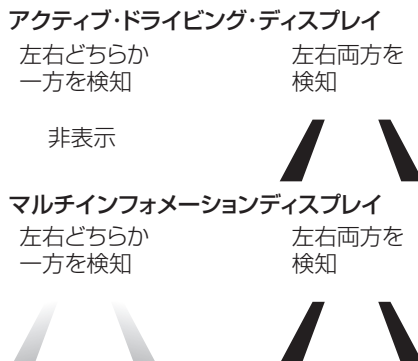 アクティブ・ドライビング・ディスプレイ
左右どちらか 左右両方を
一方を検知 検知
非表示
マルチインフォメーションディスプレイ
左右どちらか 左右両方を
一方を検知 検知